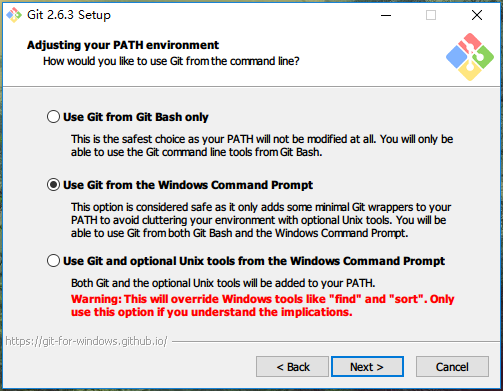 Git 2.6.3 Setup
Adjusting your PATH environment
How would you like to use Git from the command line?
Use Git from Git Bash only
This is the safest choice as your PATH will not be modified at all. You will only be
able to use the Git command line tools from Git Bash.
Use Git from the Windows Command Prompt
This option is considered safe as it only adds some minimal Git wrappers to your
PATH to avoid cluttering your environment with optional Unix tools. You will be
able to use Git from both Git Bash and the Windows Command Prompt.
Use Git and optional Unix tools from the Windows Command Prompt
Both Git and the optional Unix tools will be added to your PATH.
Warning: This will override Windows tools like "find" and "sort". Only
use this option if you understand the implications.
https://git-for-windows.github.io/
< Back Next > Cancel